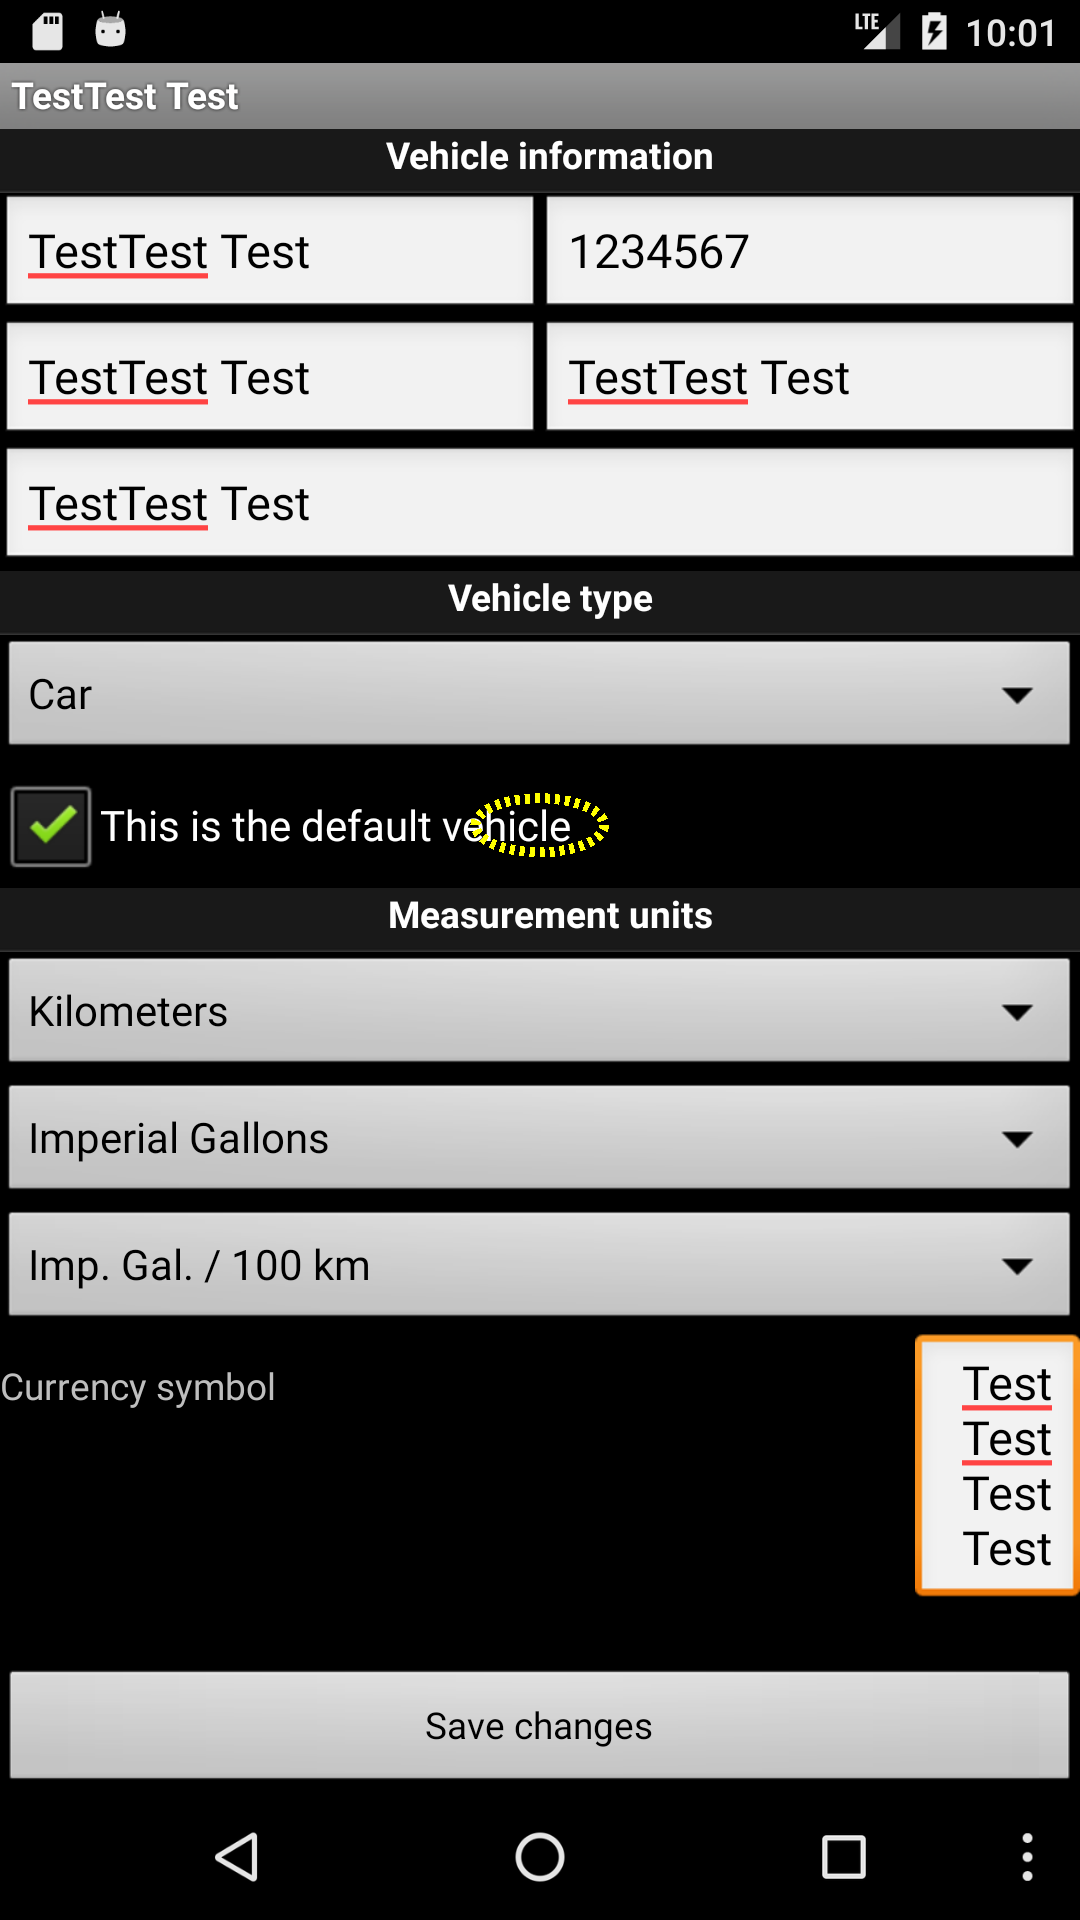 LTE 10:01
TestTest Test
Vehicle information
TestTest Test 1234567
TestTest Test TestTest Test
TestTest Test
Vehicle type
Car
This is the default vehicle
Measurement units
Kilometers
Imperial Gallons
Imp. Gal. / 100 km
Currency symbol Test
Test
Test
Test
Save changes